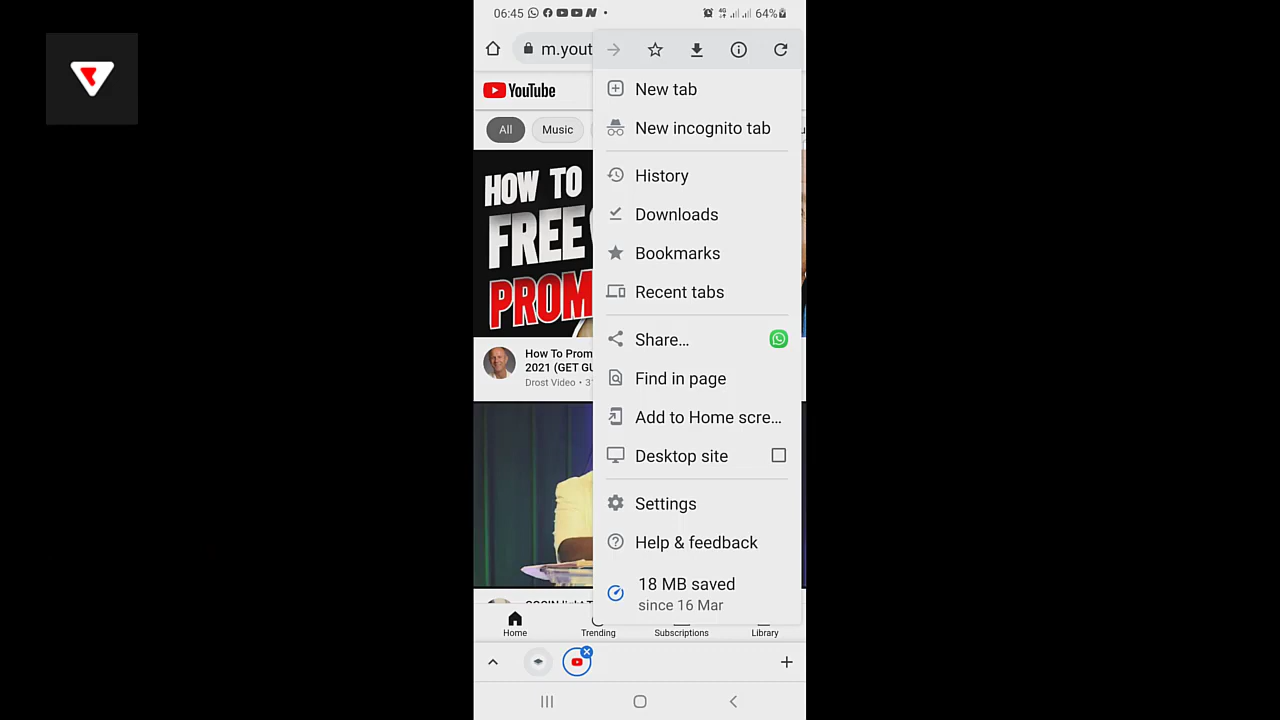 06:45
64%
m.yout
YouTube
All
Music
HOW TO
FREE
PROM
How To Prom
2021 (GET GU
Drost Video • 3
New tab
New incognito tab
History
Downloads
Bookmarks
Recent tabs
Share...
Find in page
Add to Home scre...
Desktop site
Settings
Help & feedback
18 MB saved
since 16 Mar
Home
Trending
Subscriptions
Library